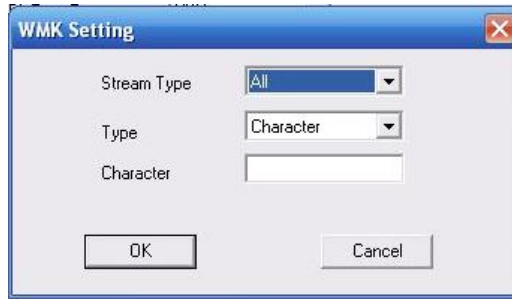 WMK Setting
Stream Type All
Type Character
Character
OK Cancel